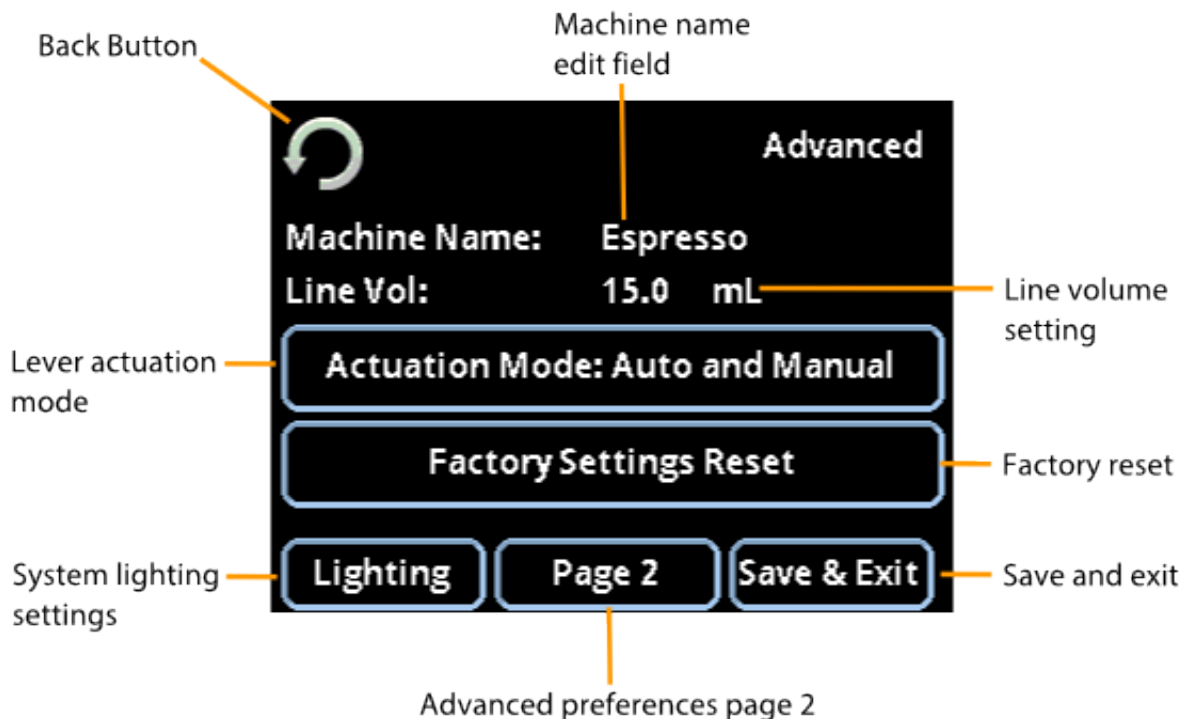 Machine name
edit field
Back Button
Advanced
Machine Name: Espresso
Line Vol: 15.0 mL
Line volume
setting
Lever actuation
mode
Actuation Mode: Auto and Manual
Factory Settings Reset
Factory reset
System lighting
settings
Lighting
Page 2
Save & Exit
Save and exit
Advanced preferences page 2